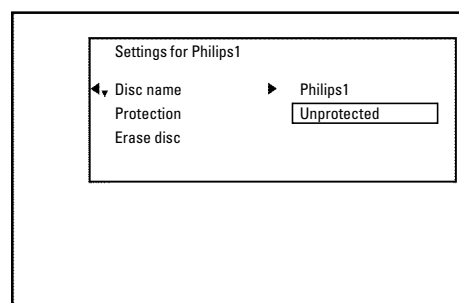 Settings for Philips1
Disc name Philips1
Protection Unprotected
Erase disc